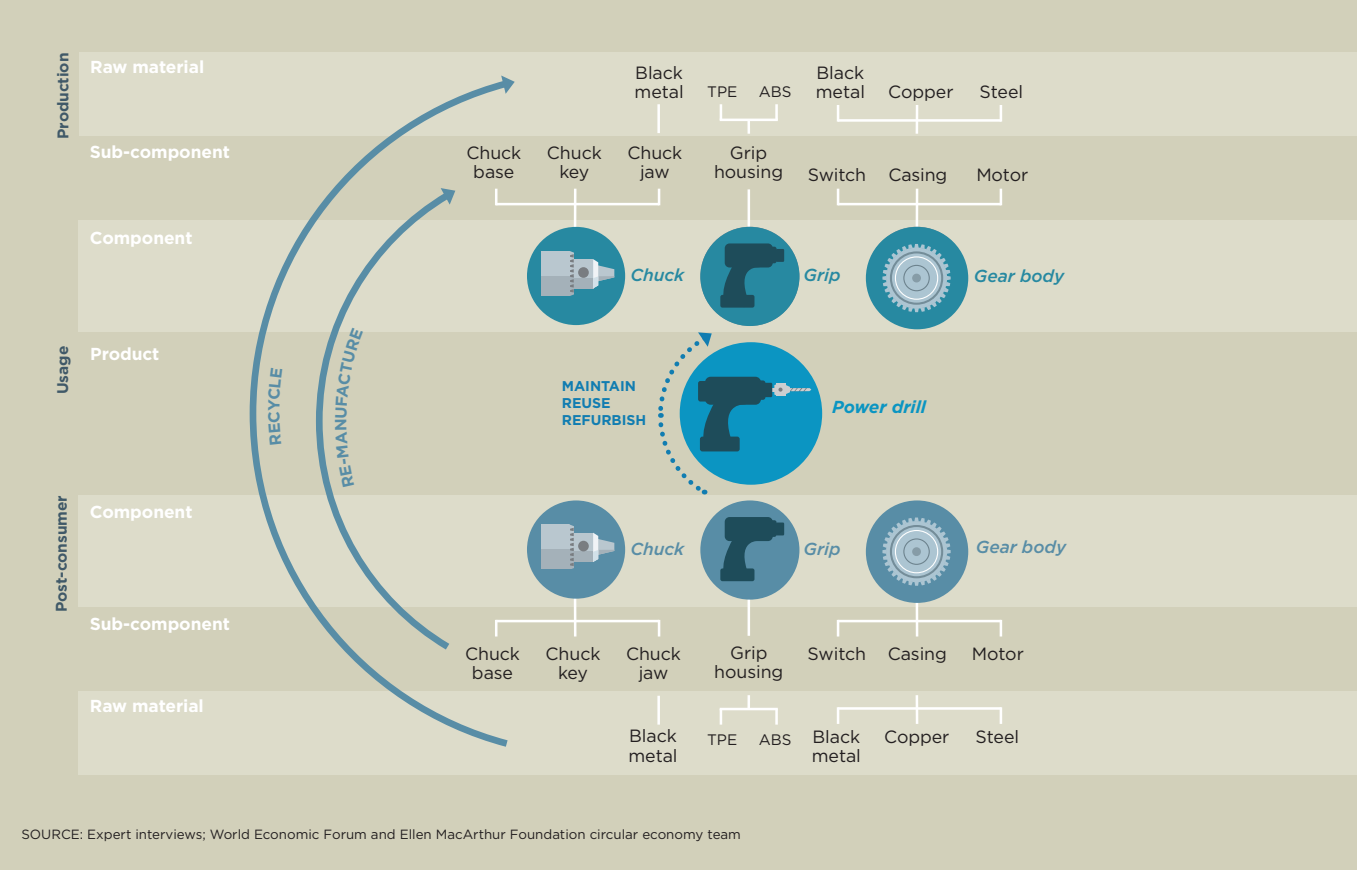 Production
Raw material
Black metal
TPE
ABS
Black metal
Copper
Steel
Sub-component
Chuck base
Chuck key
Chuck jaw
Grip housing
Switch
Casing
Motor
Component
Chuck
Grip
Gear body
Usage
Product
RECYCLE
RE-MANUFACTURE
MAINTAIN
REUSE
REFURBISH
Power drill
Post-consumer
Component
Chuck
Grip
Gear body
Sub-component
Chuck base
Chuck key
Chuck jaw
Grip housing
Switch
Casing
Motor
Raw material
Black metal
TPE
ABS
Black metal
Copper
Steel
SOURCE: Expert interviews; World Economic Forum and Ellen MacArthur Foundation circular economy team